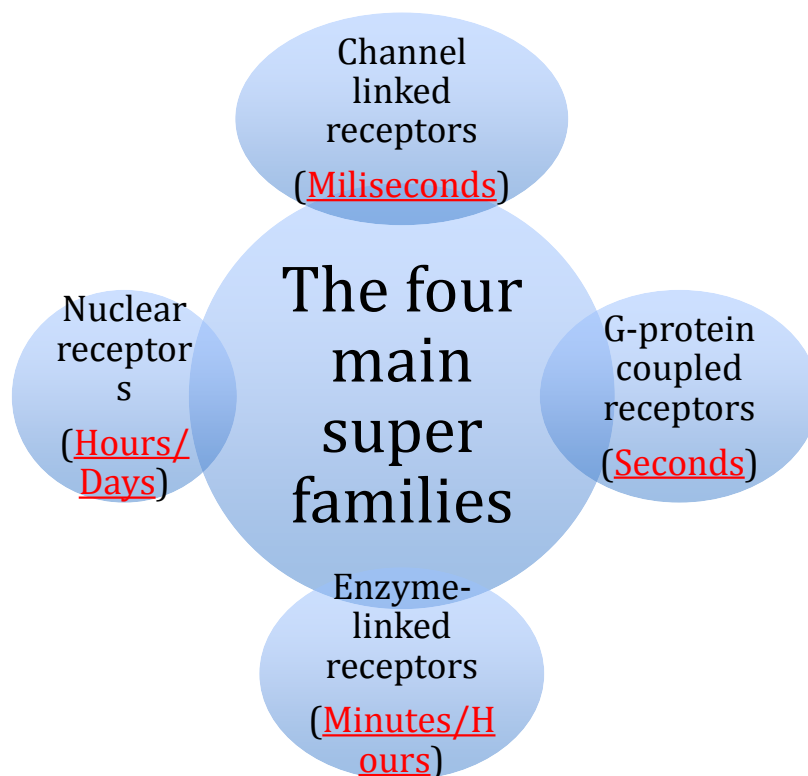 Channel
linked
receptors
(Miliseconds)
The four
main
super
families
Nuclear
receptor
s
(Hours/
Days)
G-protein
coupled
receptors
(Seconds)
Enzyme-
linked
receptors
(Minutes/H
ours)